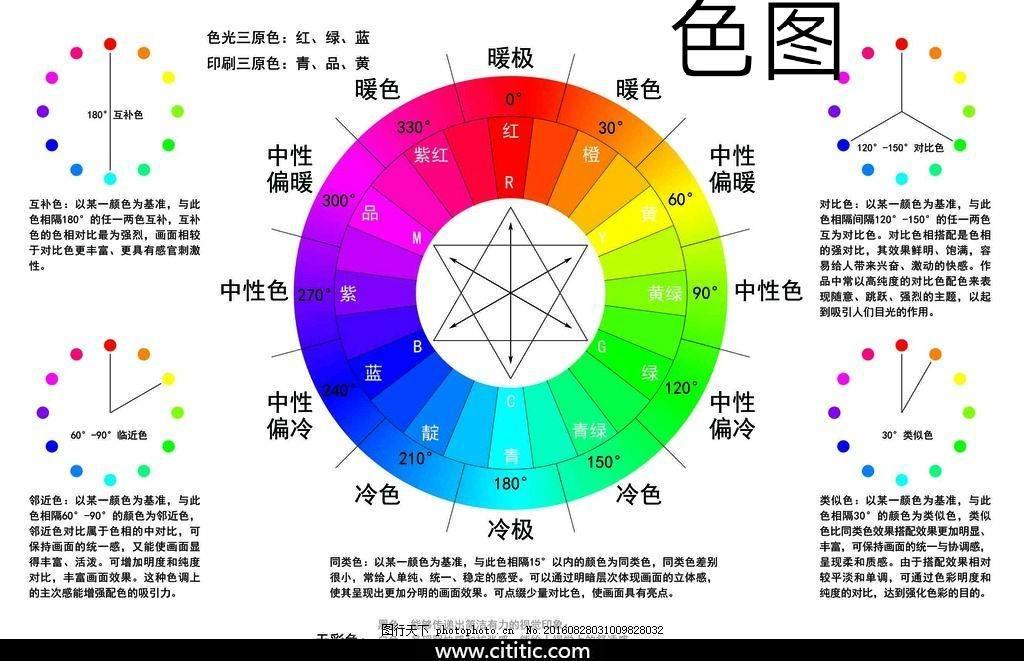 色图
色光三原色：红、绿、蓝
印刷三原色：青、品、黄
180° 互补色
互补色：以某一颜色为基准，与此
色相隔180° 的任一两色互补，互补
色的色相对比最为强烈，画面相较
于对比色更丰富、更具有感官刺激
性。
60° -90° 临近色
邻近色：以某一颜色为基准，与此
色相隔60° -90° 的颜色为邻近色，
邻近色对比属于色相的中对比，可
保持画面的统一感，又能使画面显
得丰富、活泼。可增加明度和纯度
对比，丰富画面效果。这种色调上
的主次感能增强配色的吸引力。
暖极
暖色
暖色
中性
偏暖
中性
偏暖
中性色
中性色
中性
偏冷
中性
偏冷
冷色
冷色
冷极
0°
30°
60°
90°
120°
150°
180°
210°
240°
270°
300°
330°
红
橙
黄
黄绿
绿
青绿
青
靛
蓝
紫
品
紫红
R
Y
G
C
B
M
120° -150° 对比色
对比色：以某一颜色为基准，与此
色相隔间隔120° -150° 的任一两色
互为对比色。对比色相搭配是色相
的强对比，其效果鲜明、饱满，容
易给人带来兴奋、激动的快感。作
品中常以高纯度的对比色配色来表
现随意、跳跃、强烈的主题，以起
到吸引人们目光的作用。
30° 类似色
类似色：以某一颜色为基准，与此
色相隔30° 的颜色为类似色，类似
色比同类色效果搭配效果更加明显、
丰富，可保持画面的统一与协调感，
呈现柔和质感。由于搭配效果相对
较平淡和单调，可通过色彩明度和
纯度的对比，达到强化色彩的目的。
同类色：以某一颜色为基准，与此色相隔15° 以内的颜色为同类色，同类色差别
很小，常给人单纯、统一、稳定的感受。可以通过明暗层次体现画面的立体感，
使其呈现出更加分明的画面效果。可点缀少量对比色，使画面具有亮点。
黑色：能够传递出简洁有力的视觉印象
无彩色：
图行天下 photophoto.cn No.20160828031009828032
www.cititic.com